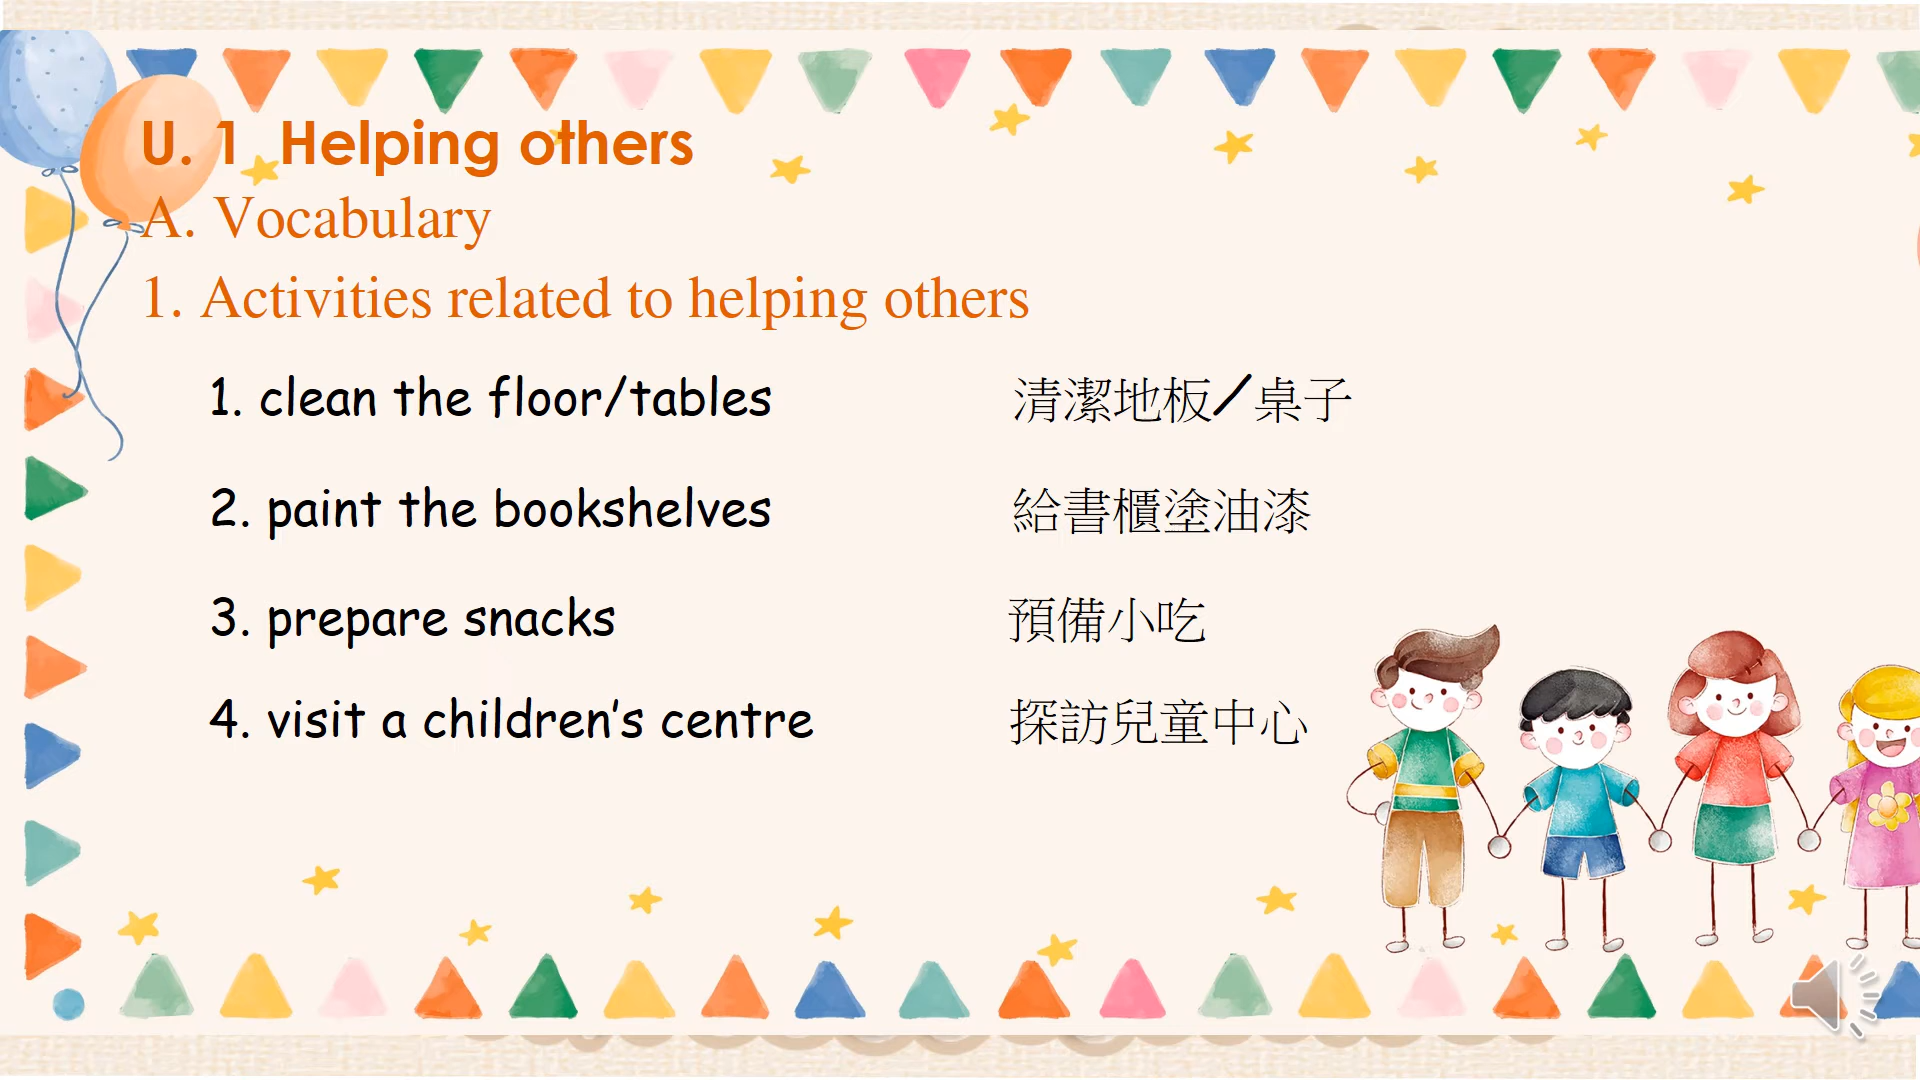 U. 1 Helping others
A. Vocabulary
1. Activities related to helping others
1. clean the floor/tables 清潔地板/桌子
2. paint the bookshelves 給書櫃塗油漆
3. prepare snacks 預備小吃
4. visit a children's centre 探訪兒童中心